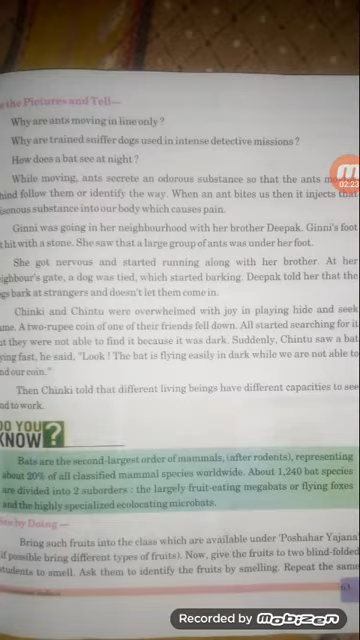 the Pictures and Tell—
Why are ants moving in line only ?
Why are trained sniffer dogs used in intense detective missions ?
How does a bat see at night ?
While moving, ants secrete an odorous substance so that the ants
hind follow them or identify the way. When an ant bites us then it injects that
isonous substance into our body which causes pain.
Ginni was going in her neighbourhood with her brother Deepak. Ginni's foot
hit with a stone. She saw that a large group of ants was under her foot.
She got nervous and started running along with her brother. At her
eighbour's gate, a dog was tied, which started barking. Deepak told her that the
gs bark at strangers and doesn't let them come in.
Chinki and Chintu were overwhelmed with joy in playing hide and seek
ame. A two-rupee coin of one of their friends fell down. All started searching for it
ut they were not able to find it because it was dark. Suddenly, Chintu saw a bat
ying fast, he said, "Look ! The bat is flying easily in dark while we are not able to
nd our coin."
Then Chinki told that different living beings have different capacities to see
nd to work.
DO YOU
KNOW ?
Bats are the second-largest order of mammals, (after rodents), representing
about 20% of all classified mammal species worldwide. About 1,240 bat species
are divided into 2 suborders : the largely fruit-eating megabats or flying foxes
and the highly specialized ecolocating microbats.
by Doing —
Bring such fruits into the class which are available under 'Poshahar Yajana'
if possible bring different types of fruits). Now, give the fruits to two blind-folded
students to smell. Ask them to identify the fruits by smelling. Repeat the same
63
02:23
Recorded by mobizen